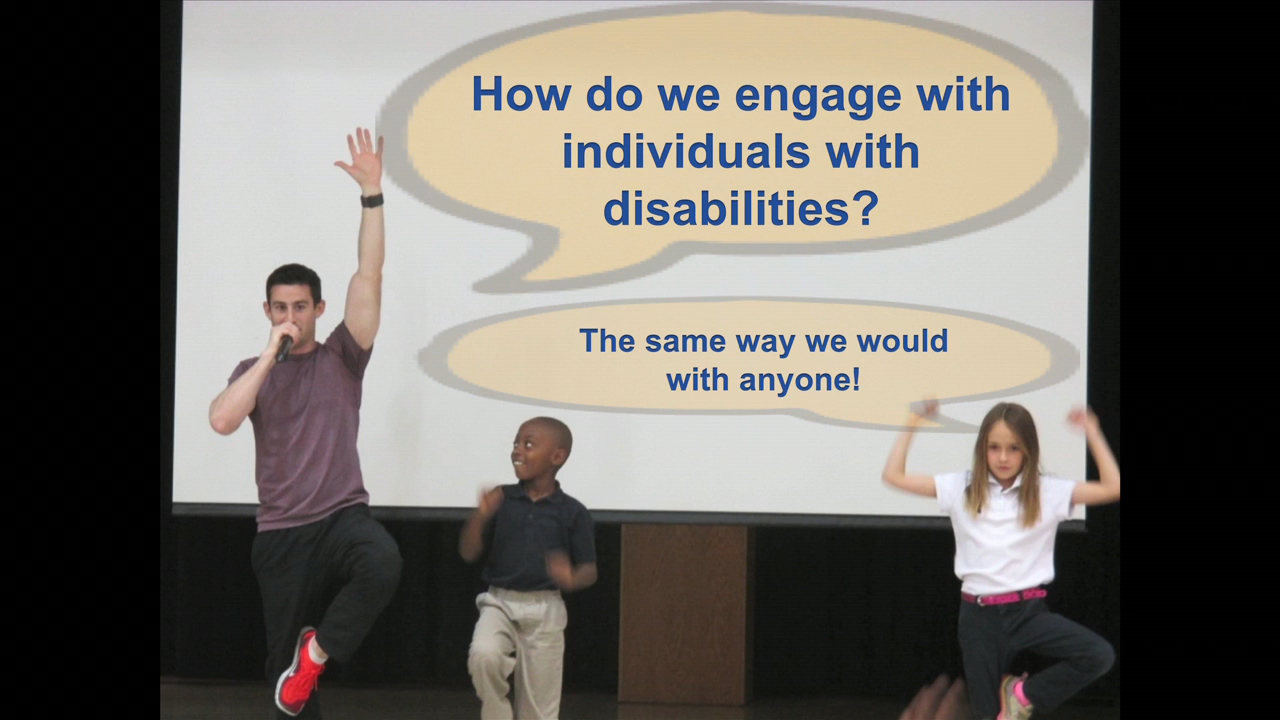 How do we engage with
individuals with
disabilities?
The same way we would
with anyone!